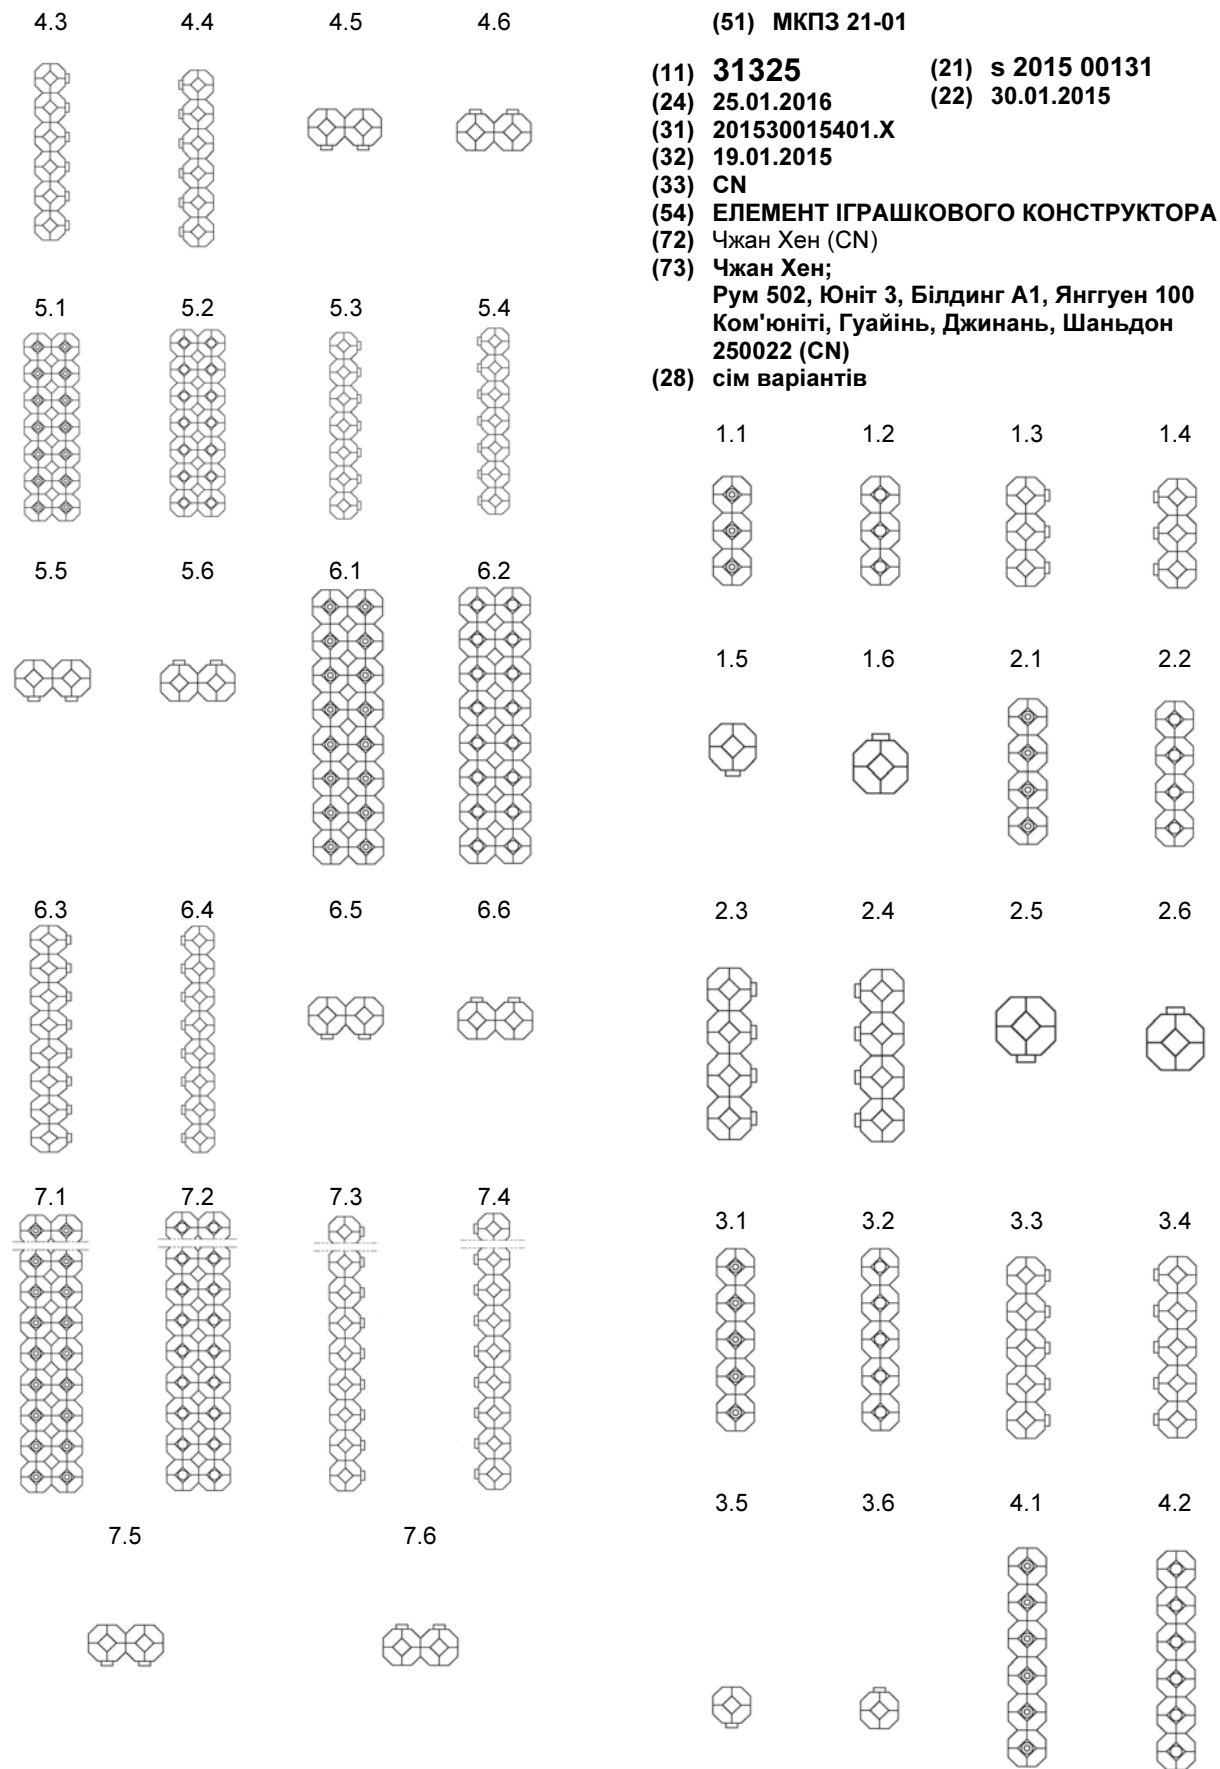 4.3 4.4 4.5 4.6
5.1 5.2 5.3 5.4
5.5 5.6 6.1 6.2
6.3 6.4 6.5 6.6
7.1 7.2 7.3 7.4
7.5 7.6
(51) МКПЗ 21-01
(11) 31325 (21) s 2015 00131
(24) 25.01.2016 (22) 30.01.2015
(31) 201530015401.X
(32) 19.01.2015
(33) CN
(54) ЕЛЕМЕНТ ІГРАШКОВОГО КОНСТРУКТОРА
(72) Чжан Хен (CN)
(73) Чжан Хен;
Рум 502, Юніт 3, Білдинг А1, Янггуен 100
Ком'юніті, Гуайінь, Джинань, Шаньдон
250022 (CN)
(28) сім варіантів
1.1 1.2 1.3 1.4
1.5 1.6 2.1 2.2
2.3 2.4 2.5 2.6
3.1 3.2 3.3 3.4
3.5 3.6 4.1 4.2